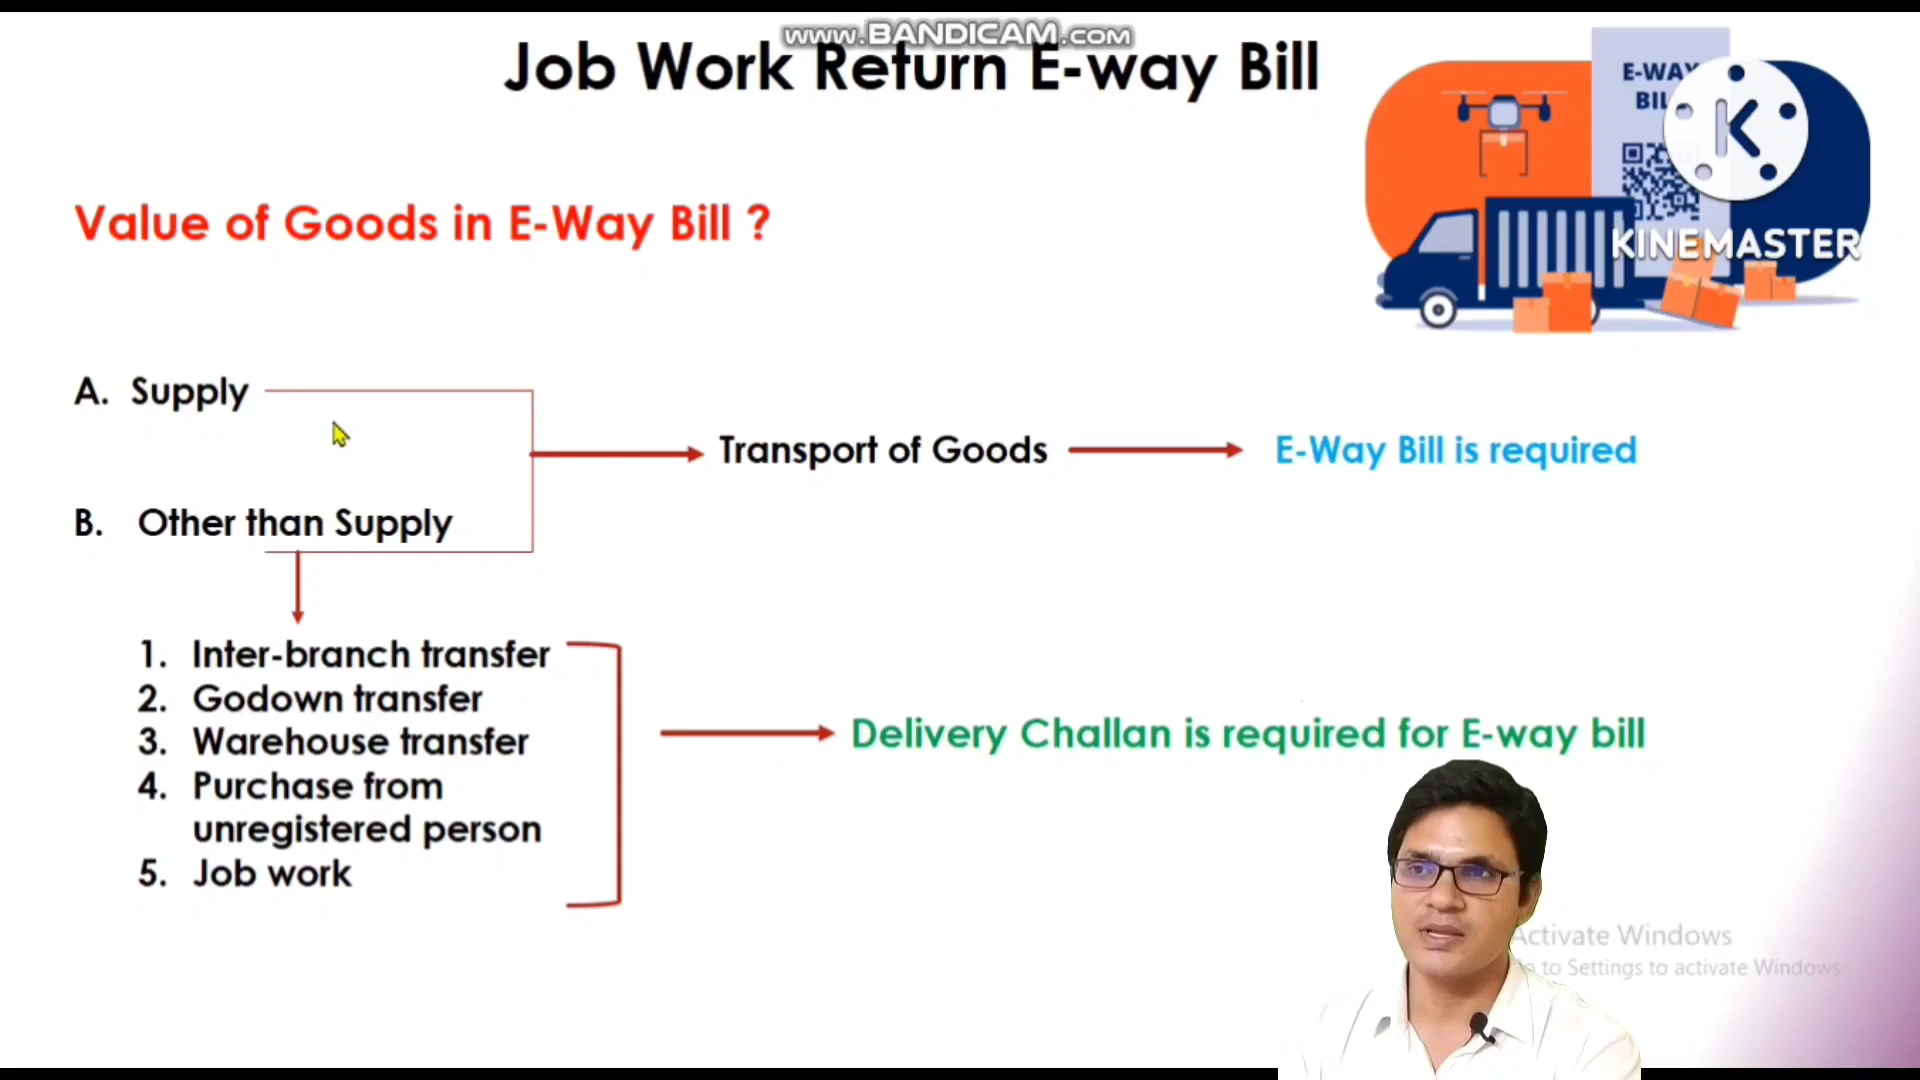 www.BANDICAM.com
Job Work Return E-way Bill
E-WAY
BIL
K
KINEMASTER
Value of Goods in E-Way Bill ?
A. Supply
Transport of Goods
E-Way Bill is required
B. Other than Supply
1. Inter-branch transfer
2. Godown transfer
3. Warehouse transfer
4. Purchase from
unregistered person
5. Job work
Delivery Challan is required for E-way bill
Activate Windows
to Settings to activate Windows.